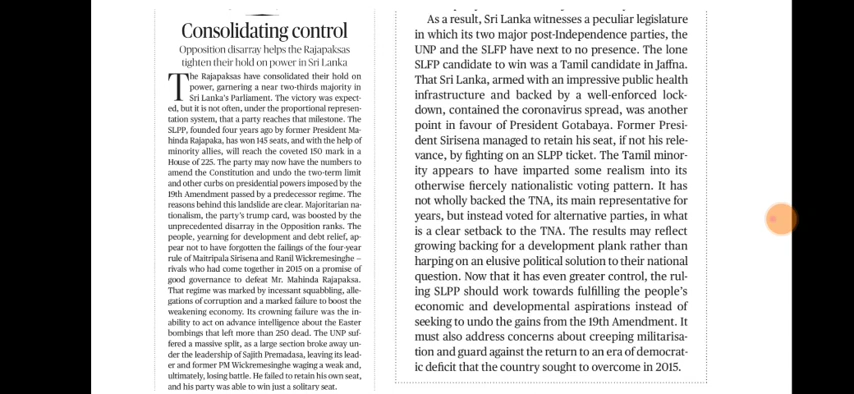 Consolidating control
Opposition disarray helps the Rajapaksas
tighten their hold on power in Sri Lanka
The Rajapaksas have consolidated their hold on
power, garnering a near two-thirds majority in
Sri Lanka's Parliament. The victory was expect-
ed, but it is not often, under the proportional represen-
tation system, that a party reaches that milestone. The
SLPP, founded four years ago by former President Ma-
hinda Rajapaka, has won 145 seats, and with the help of
minority allies, will reach the coveted 150 mark in a
House of 225. The party may now have the numbers to
amend the Constitution and undo the two-term limit
and other curbs on presidential powers imposed by the
19th Amendment passed by a predecessor regime. The
reasons behind this landslide are clear. Majoritarian na-
tionalism, the party's trump card, was boosted by the
unprecedented disarray in the Opposition ranks. The
people, yearning for development and debt relief, ap-
pear not to have forgotten the failings of the four-year
rule of Maitripala Sirisena and Ranil Wickremesinghe –
rivals who had come together in 2015 on a promise of
good governance to defeat Mr. Mahinda Rajapaksa.
That regime was marked by incessant squabbling, alle-
gations of corruption and a marked failure to boost the
weakening economy. Its crowning failure was the in-
ability to act on advance intelligence about the Easter
bombings that left more than 250 dead. The UNP suf-
fered a massive split, as a large section broke away un-
der the leadership of Sajith Premadasa, leaving its lead-
er and former PM Wickremesinghe waging a weak and,
ultimately, losing battle. He failed to retain his own seat,
and his party was able to win just a solitary seat.
As a result, Sri Lanka witnesses a peculiar legislature
in which its two major post-Independence parties, the
UNP and the SLFP have next to no presence. The lone
SLFP candidate to win was a Tamil candidate in Jaffna.
That Sri Lanka, armed with an impressive public health
infrastructure and backed by a well-enforced lock-
down, contained the coronavirus spread, was another
point in favour of President Gotabaya. Former Presi-
dent Sirisena managed to retain his seat, if not his rele-
vance, by fighting on an SLPP ticket. The Tamil minor-
ity appears to have imparted some realism into its
otherwise fiercely nationalistic voting pattern. It has
not wholly backed the TNA, its main representative for
years, but instead voted for alternative parties, in what
is a clear setback to the TNA. The results may reflect
growing backing for a development plank rather than
harping on an elusive political solution to their national
question. Now that it has even greater control, the rul-
ing SLPP should work towards fulfilling the people's
economic and developmental aspirations instead of
seeking to undo the gains from the 19th Amendment. It
must also address concerns about creeping militarisa-
tion and guard against the return to an era of democrat-
ic deficit that the country sought to overcome in 2015.